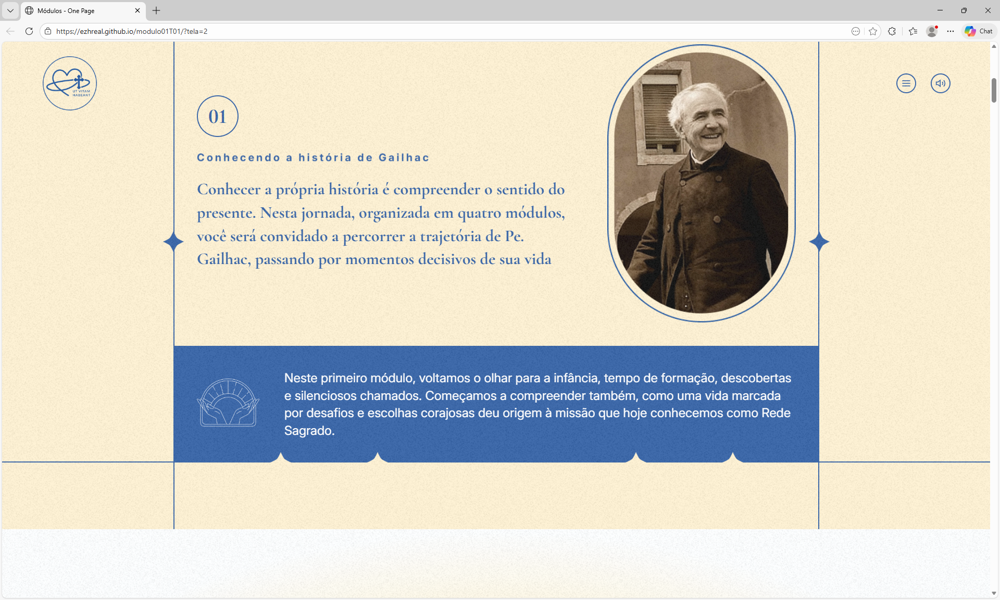 Módulos - One Page
https://ezhreal.github.io/modulo01T01/?tela=2
Chat
UT VITAM
HABEANT
01
Conhecendo a história de Gailhac
Conhecer a própria história é compreender o sentido do
presente. Nesta jornada, organizada em quatro módulos,
você será convidado a percorrer a trajetória de Pe.
Gailhac, passando por momentos decisivos de sua vida
Neste primeiro módulo, voltamos o olhar para a infância, tempo de formação, descobertas
e silenciosos chamados. Começamos a compreender também, como uma vida marcada
por desafios e escolhas corajosas deu origem à missão que hoje conhecemos como Rede
Sagrado.